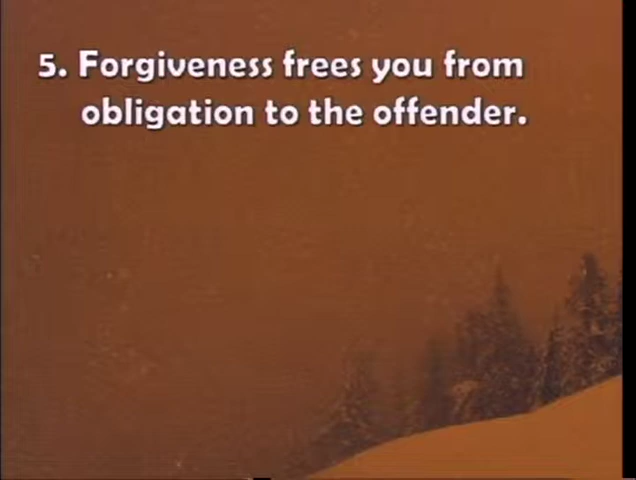 5. Forgiveness frees you from
obligation to the offender.